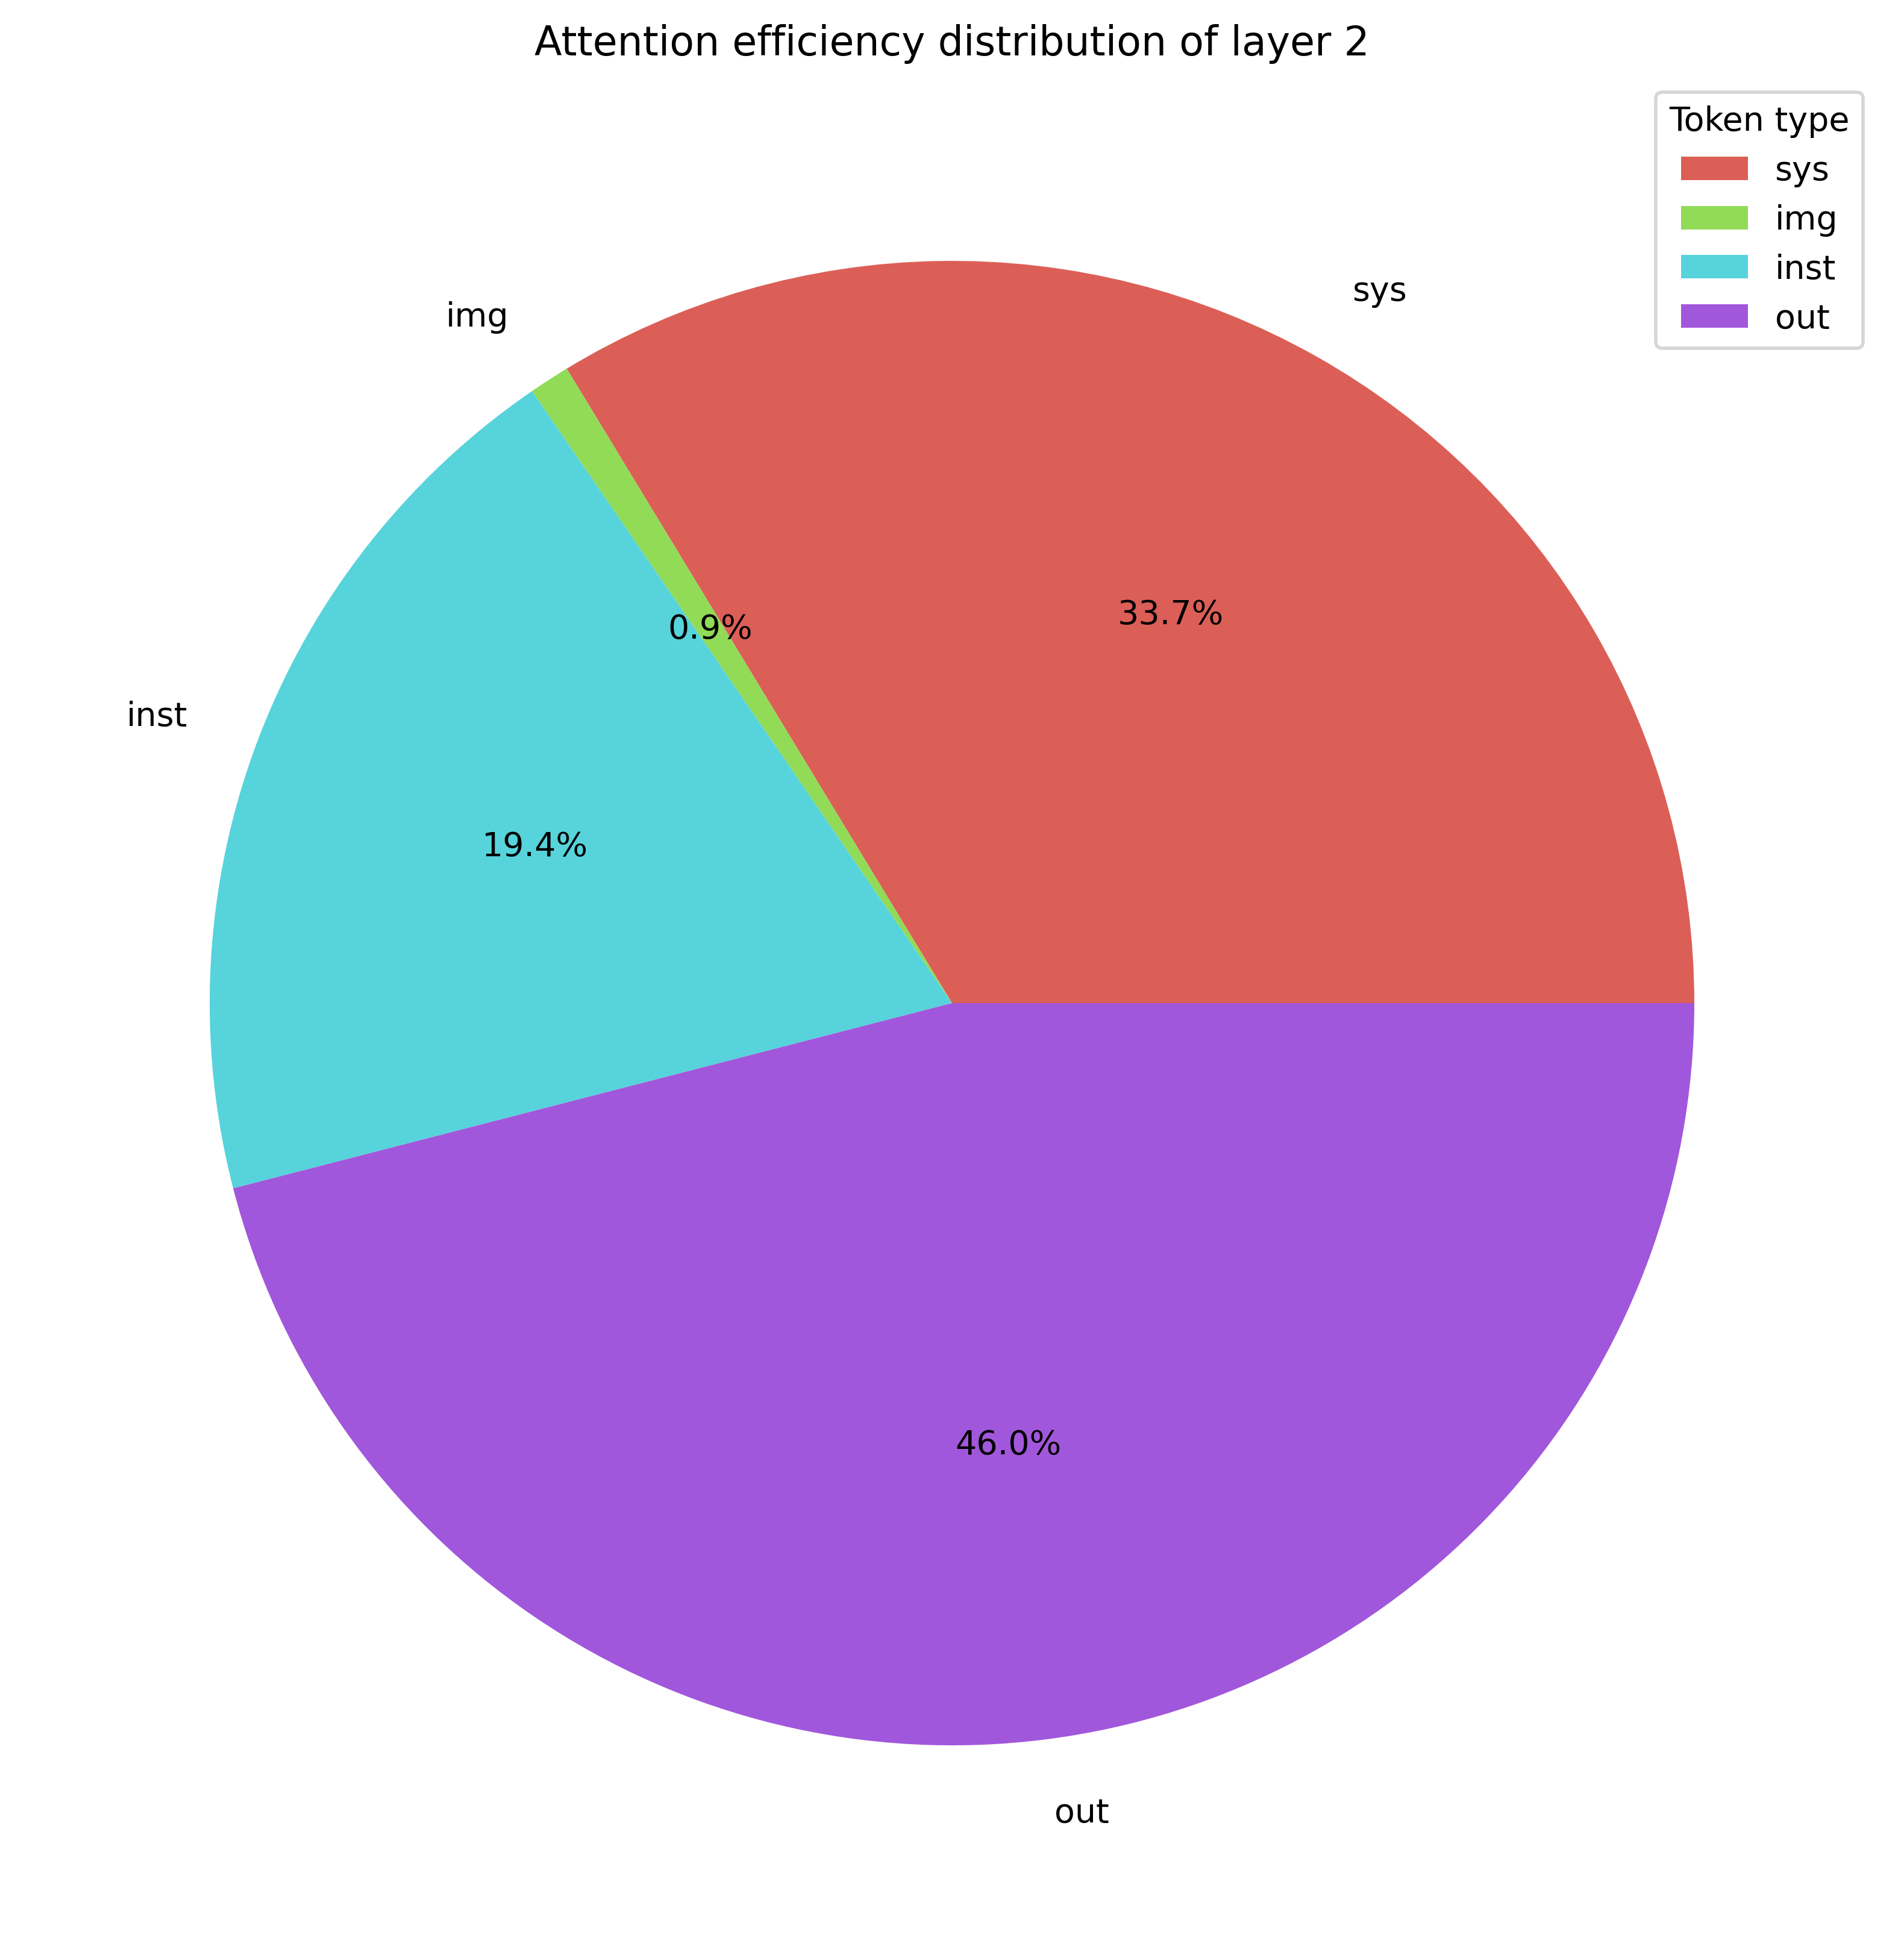 Attention efficiency distribution of layer 2
Token type
sys
img
inst
out
sys
img
33.7%
0.9%
inst
19.4%
46.0%
out